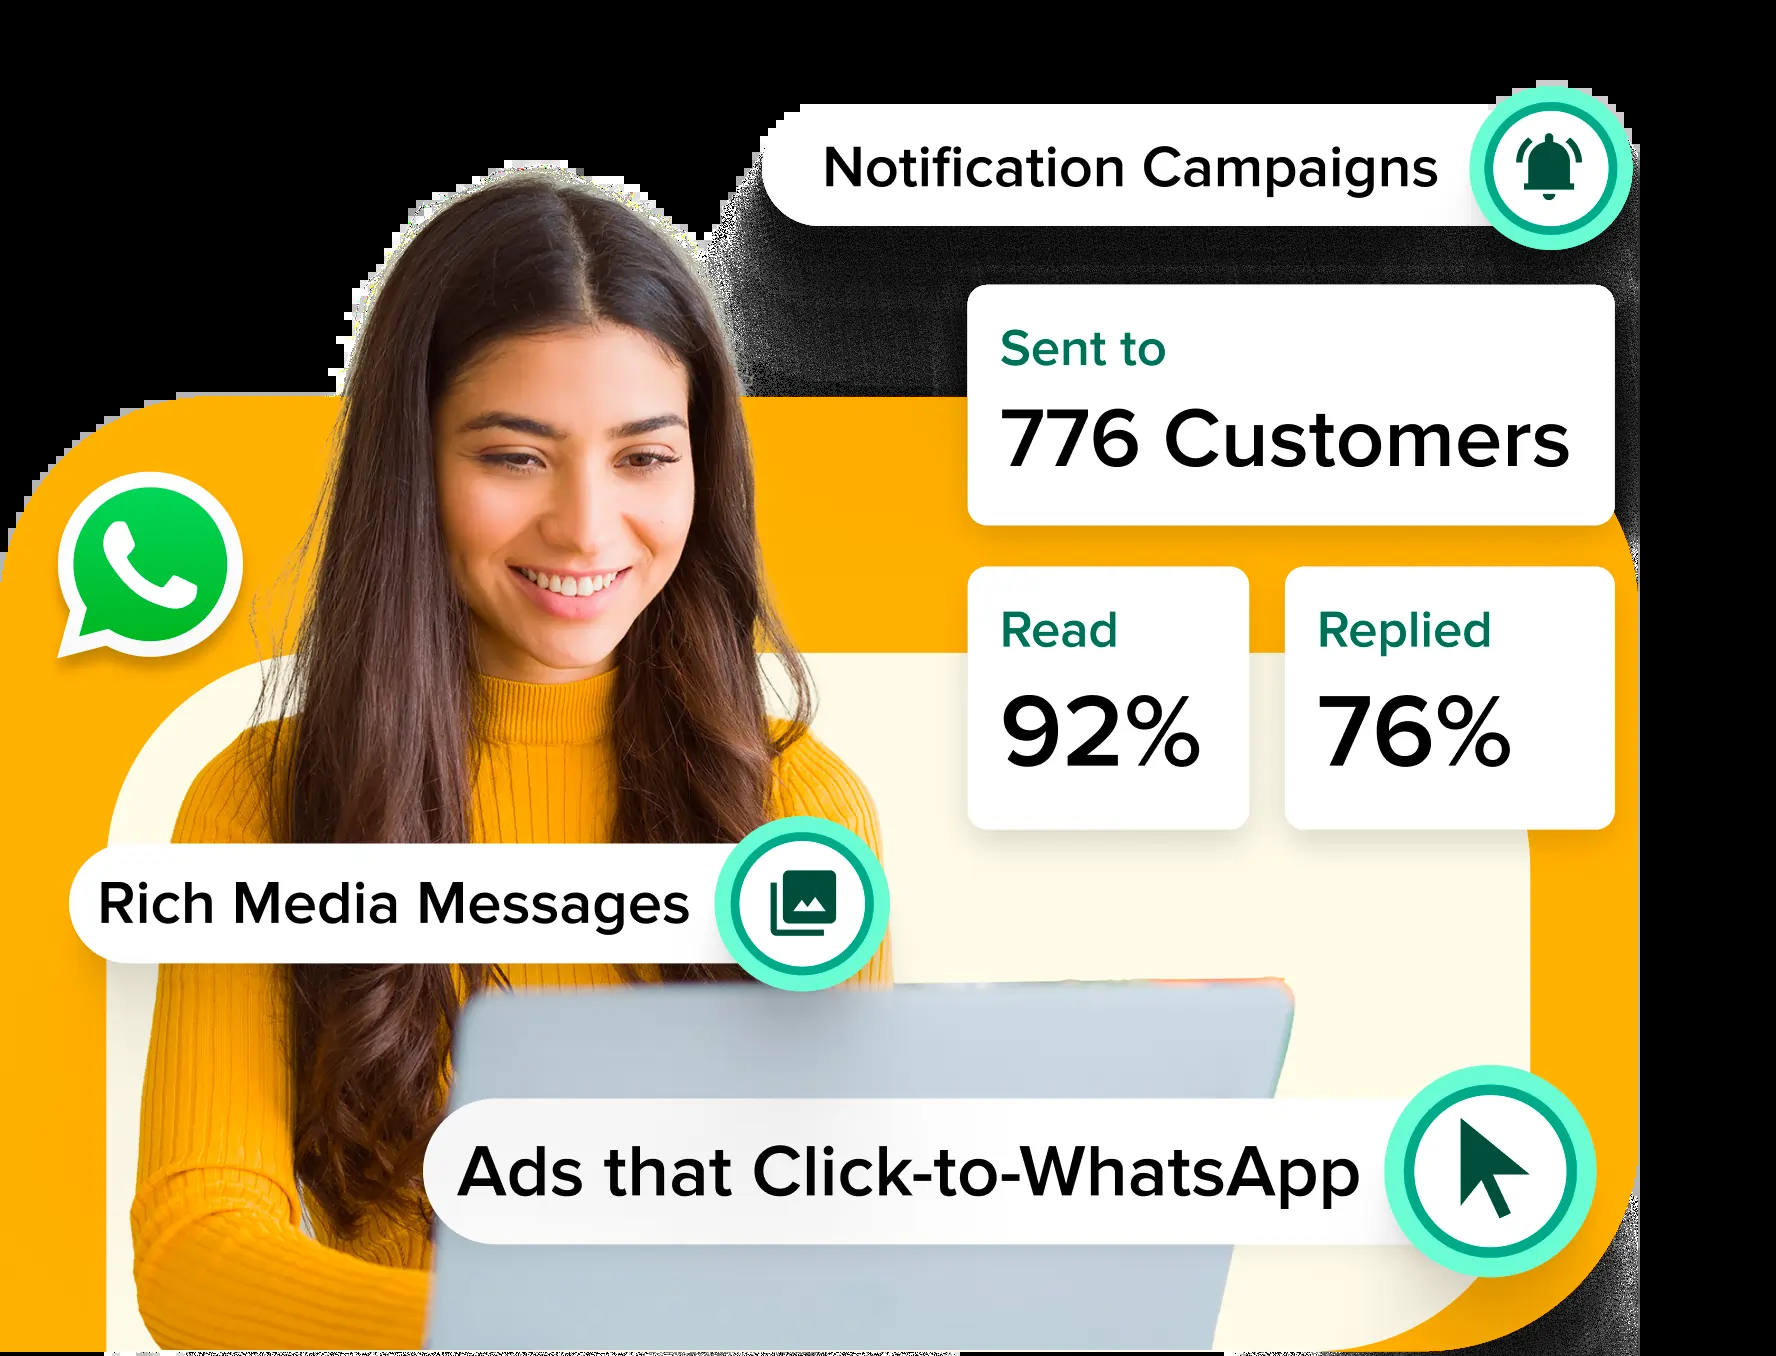 Notification Campaigns
Sent to
776 Customers
Read
92%
Replied
76%
Rich Media Messages
Ads that Click-to-WhatsApp